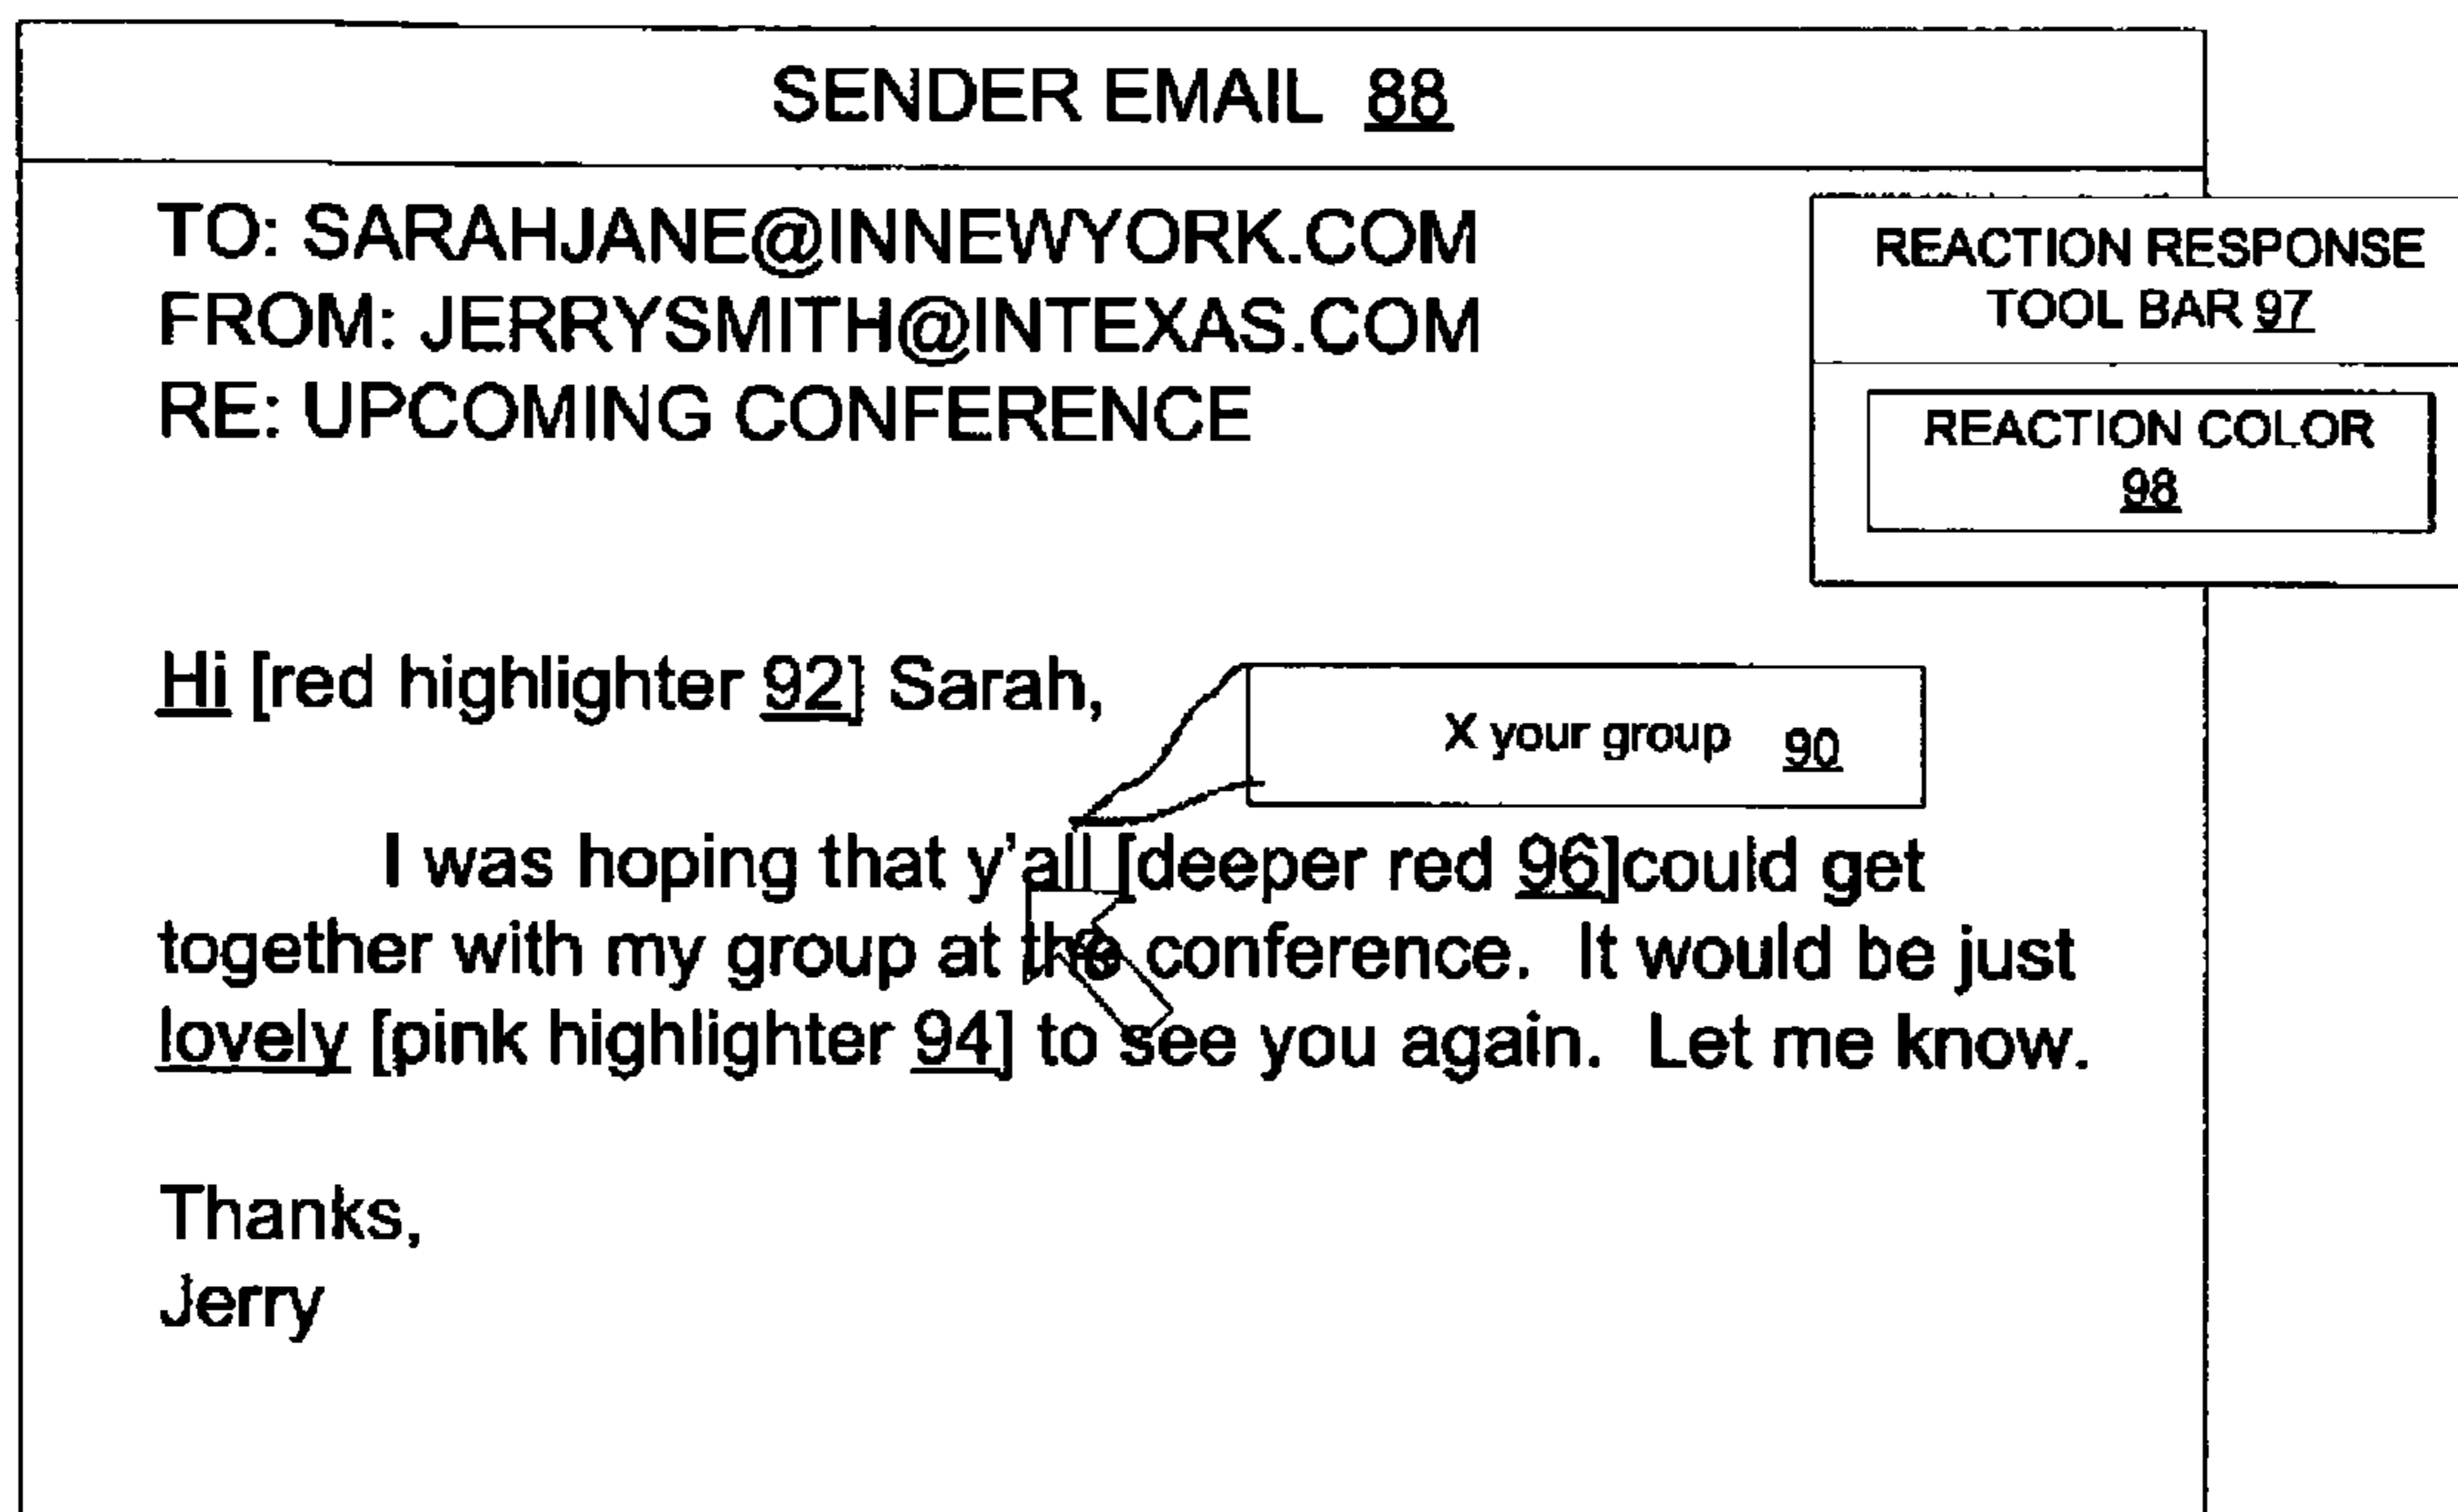 SENDER EMAIL 88
TO: SARAHJANE@INNEWYORK.COM
FROM: JERRYSMITH@INTEXAS.COM
RE: UPCOMING CONFERENCE
REACTION RESPONSE
TOOL BAR 97
REACTION COLOR
98
Hi [red highlighter 92] Sarah,
X your group 90
I was hoping that y'all [deeper red 96]could get
together with my group at the conference. It would be just
lovely [pink highlighter 94] to see you again. Let me know.
Thanks,
Jerry